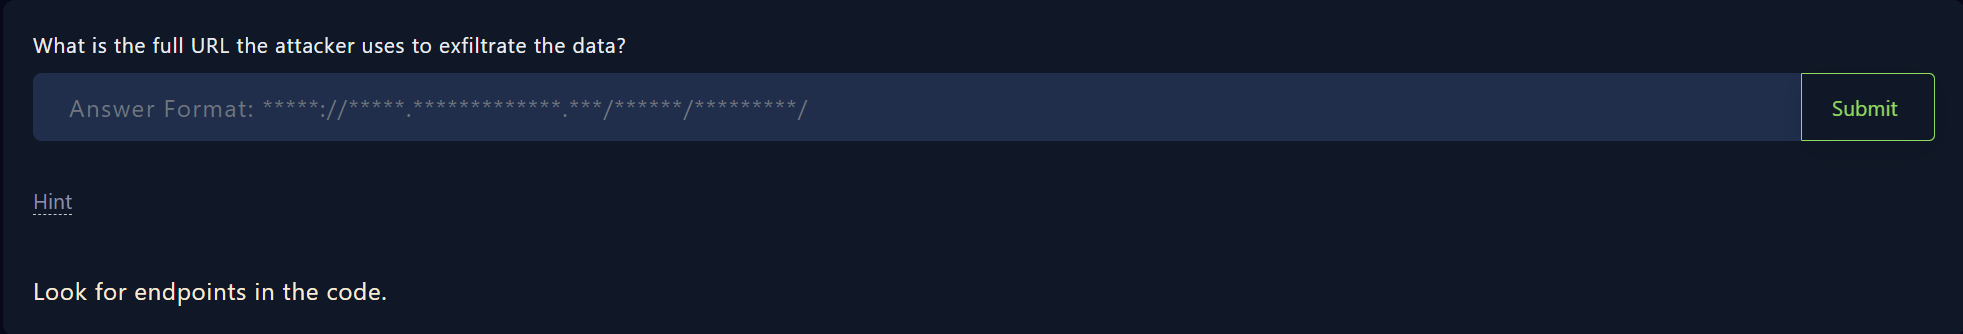 What is the full URL the attacker uses to exfiltrate the data?
Answer Format: *****://*****.*************.***/******/*********/
Submit
Hint
Look for endpoints in the code.